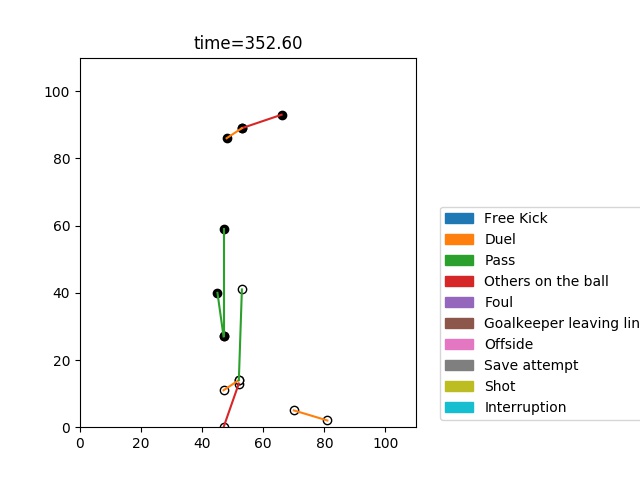 time=352.60
100
80
60
40
20
0
0 20 40 60 80 100
Free Kick
Duel
Pass
Others on the ball
Foul
Goalkeeper leaving lin
Offside
Save attempt
Shot
Interruption